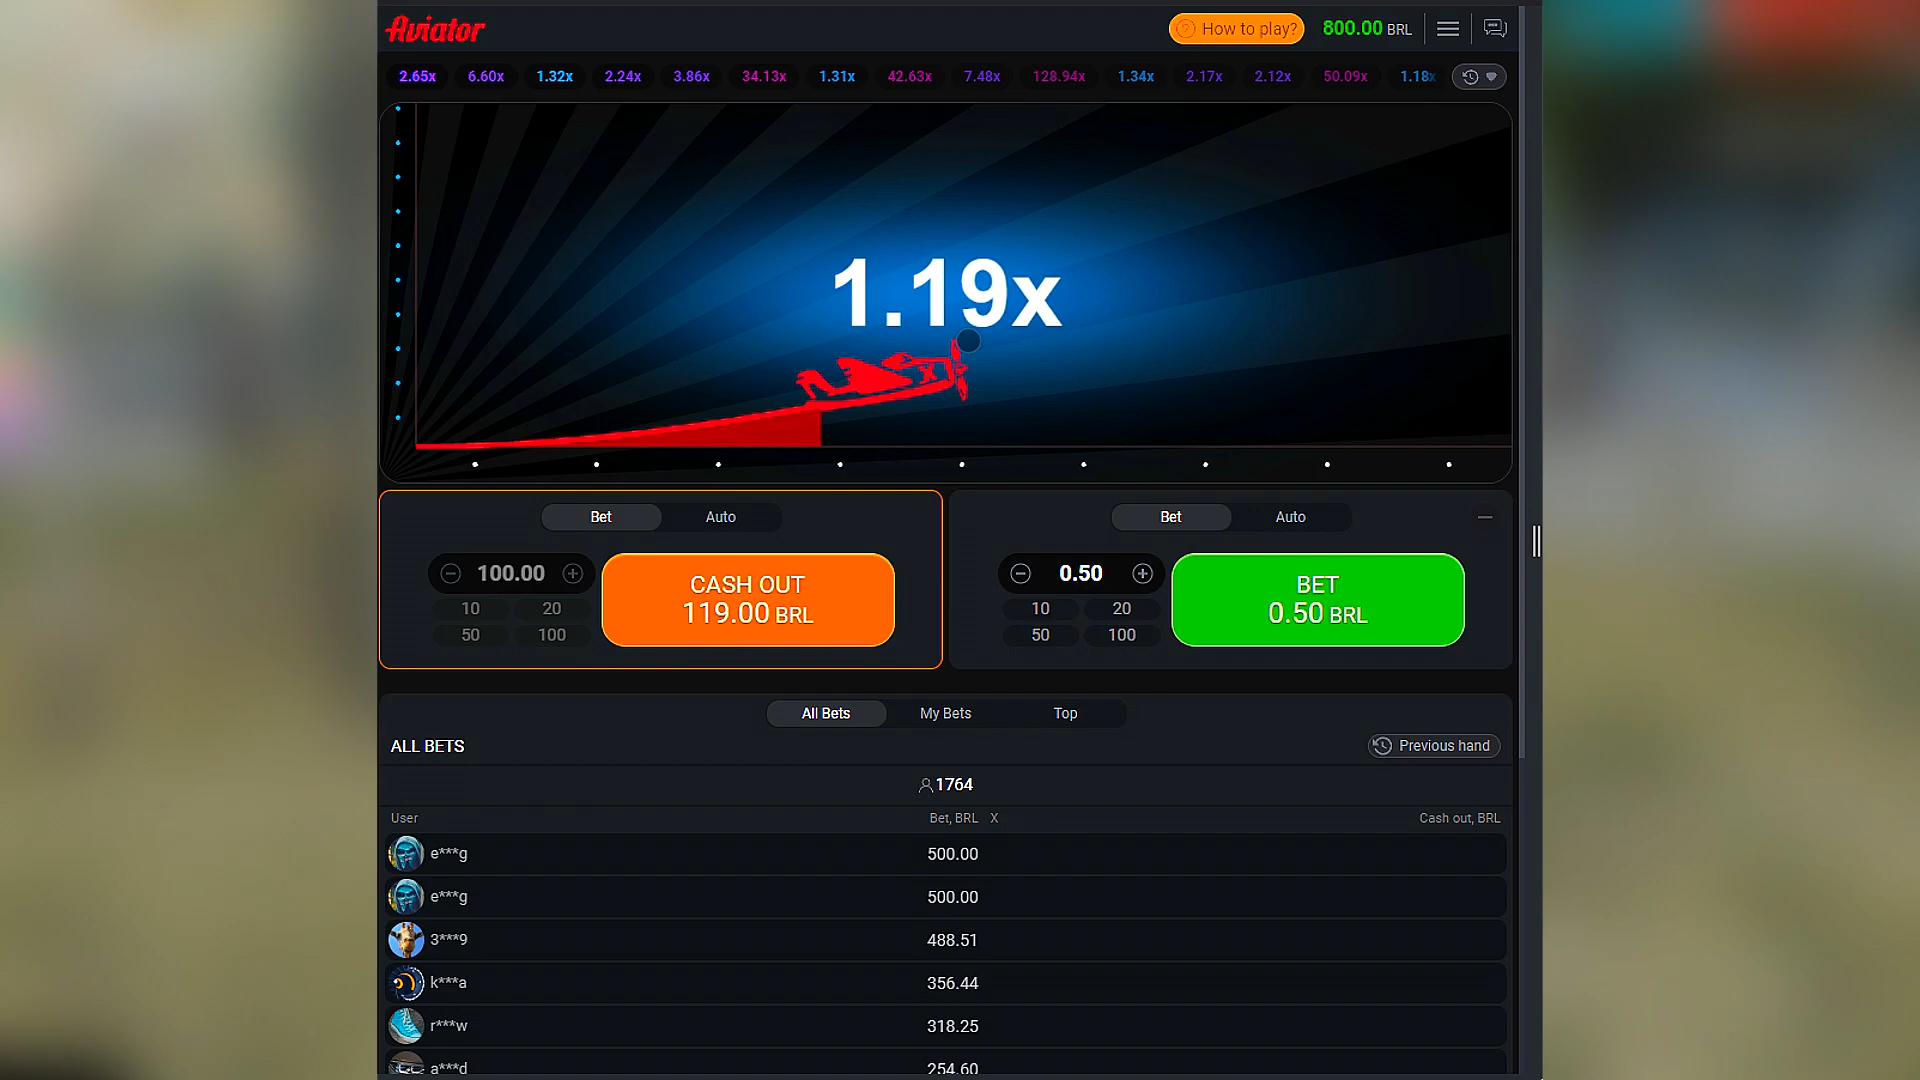 Aviator
How to play?
800.00 BRL
2.65x 6.60x 1.32x 2.24x 3.86x 34.13x 1.31x 42.63x 7.48x 128.94x 1.34x 2.17x 2.12x 50.09x 1.18x
1.19x
Bet Auto
100.00
10 20
50 100
CASH OUT
119.00 BRL
Bet Auto
0.50
10 20
50 100
BET
0.50 BRL
All Bets My Bets Top
ALL BETS
Previous hand
1764
User Bet, BRL X Cash out, BRL
e***g 500.00
e***g 500.00
3***9 488.51
k***a 356.44
r***w 318.25
a***d 254.60